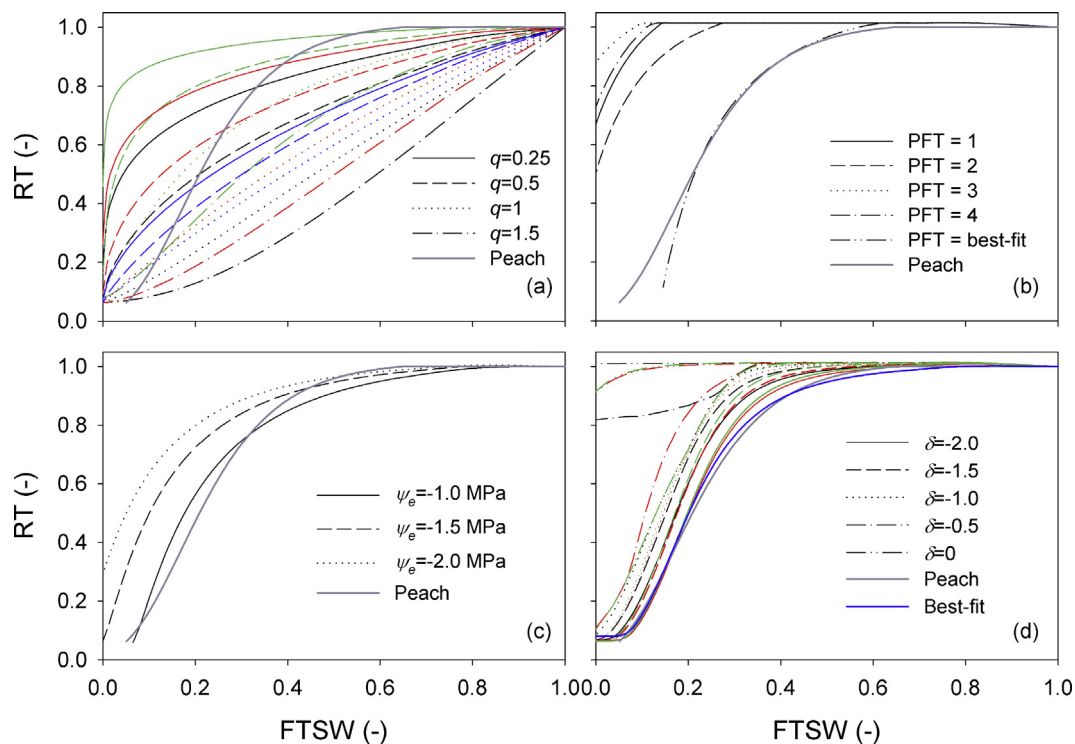 RT (-)
1.0
0.8
0.6
0.4
0.2
0.0
q=0.25
q=0.5
q=1
q=1.5
Peach
(a)
PFT = 1
PFT = 2
PFT = 3
PFT = 4
PFT = best-fit
Peach
(b)
RT (-)
1.0
0.8
0.6
0.4
0.2
0.0
ψe=-1.0 MPa
ψe=-1.5 MPa
ψe=-2.0 MPa
Peach
(c)
δ=-2.0
δ=-1.5
δ=-1.0
δ=-0.5
δ=0
Peach
Best-fit
(d)
0.0 0.2 0.4 0.6 0.8 1.00.0 0.2 0.4 0.6 0.8 1.0
FTSW (-) FTSW (-)